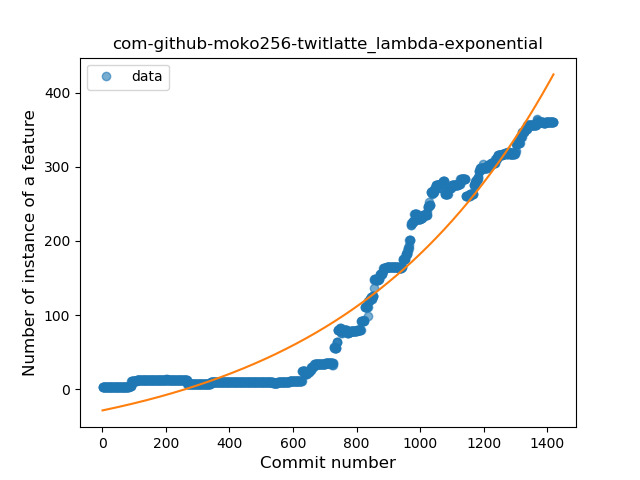 com-github-moko256-twitlatte_lambda-exponential
data
Number of instance of a feature
400
300
200
100
0
0 200 400 600 800 1000 1200 1400
Commit number